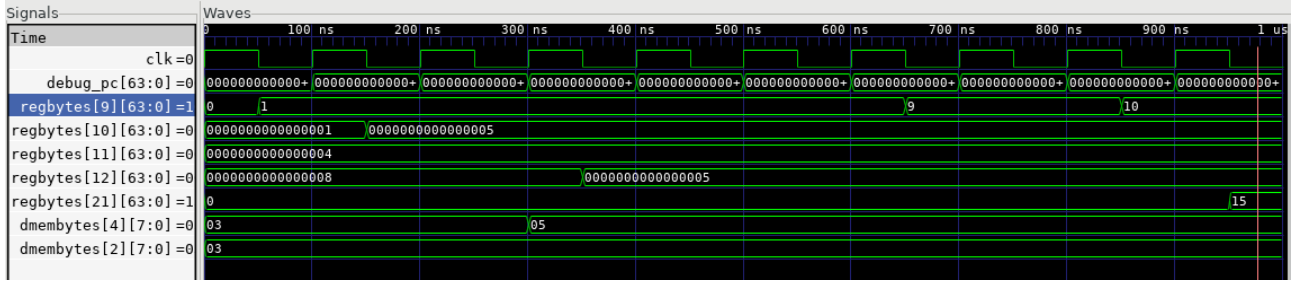 Signals Waves
Time 0 100 ns 200 ns 300 ns 400 ns 500 ns 600 ns 700 ns 800 ns 900 ns 1 us
clk =0
debug_pc[63:0] =0 000000000000+ 000000000000+ 000000000000+ 000000000000+ 000000000000+ 000000000000+ 000000000000+ 000000000000+ 000000000000+ 000000000000+
regbytes[9][63:0] =1 0 1 9 10
regbytes[10][63:0] =0 0000000000000001 0000000000000005
regbytes[11][63:0] =0 0000000000000004
regbytes[12][63:0] =0 0000000000000008 0000000000000005
regbytes[21][63:0] =1 0 15
dmembytes[4][7:0] =0 03 05
dmembytes[2][7:0] =0 03